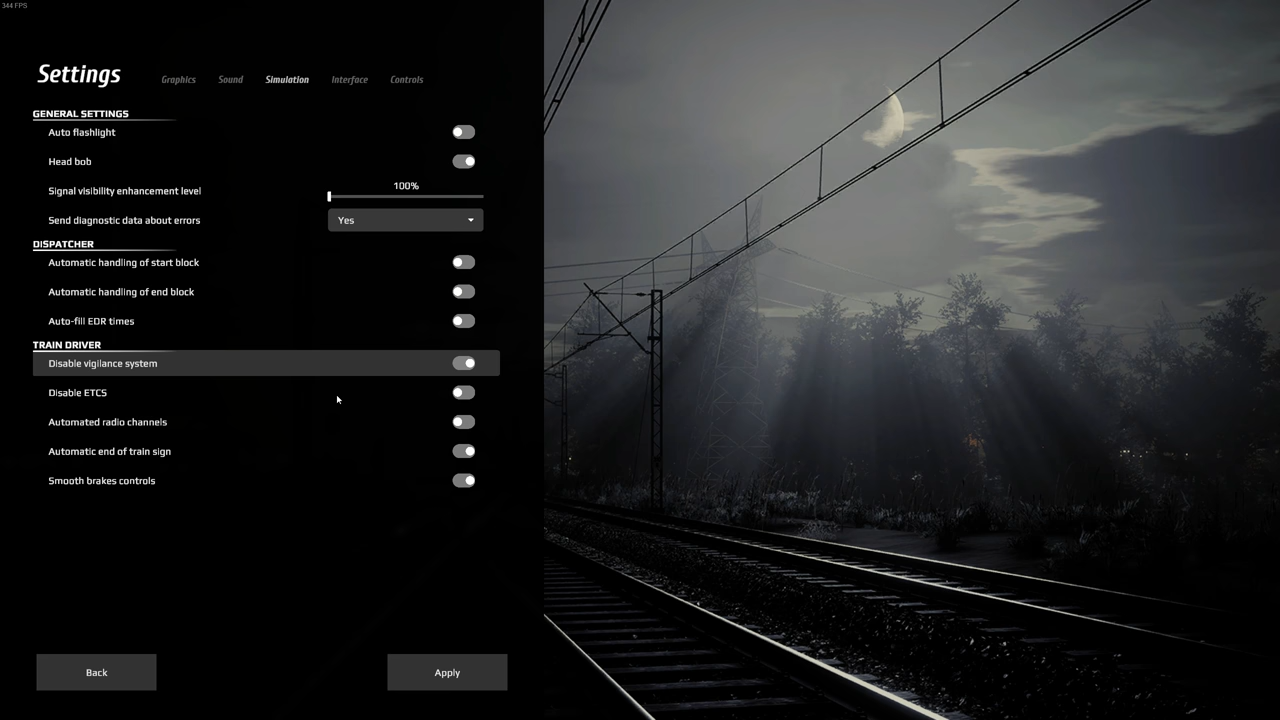 344 FPS
Settings
Graphics Sound Simulation Interface Controls
GENERAL SETTINGS
Auto flashlight
Head bob
Signal visibility enhancement level 100%
Send diagnostic data about errors Yes
DISPATCHER
Automatic handling of start block
Automatic handling of end block
Auto-fill EDR times
TRAIN DRIVER
Disable vigilance system
Disable ETCS
Automated radio channels
Automatic end of train sign
Smooth brakes controls
Back Apply